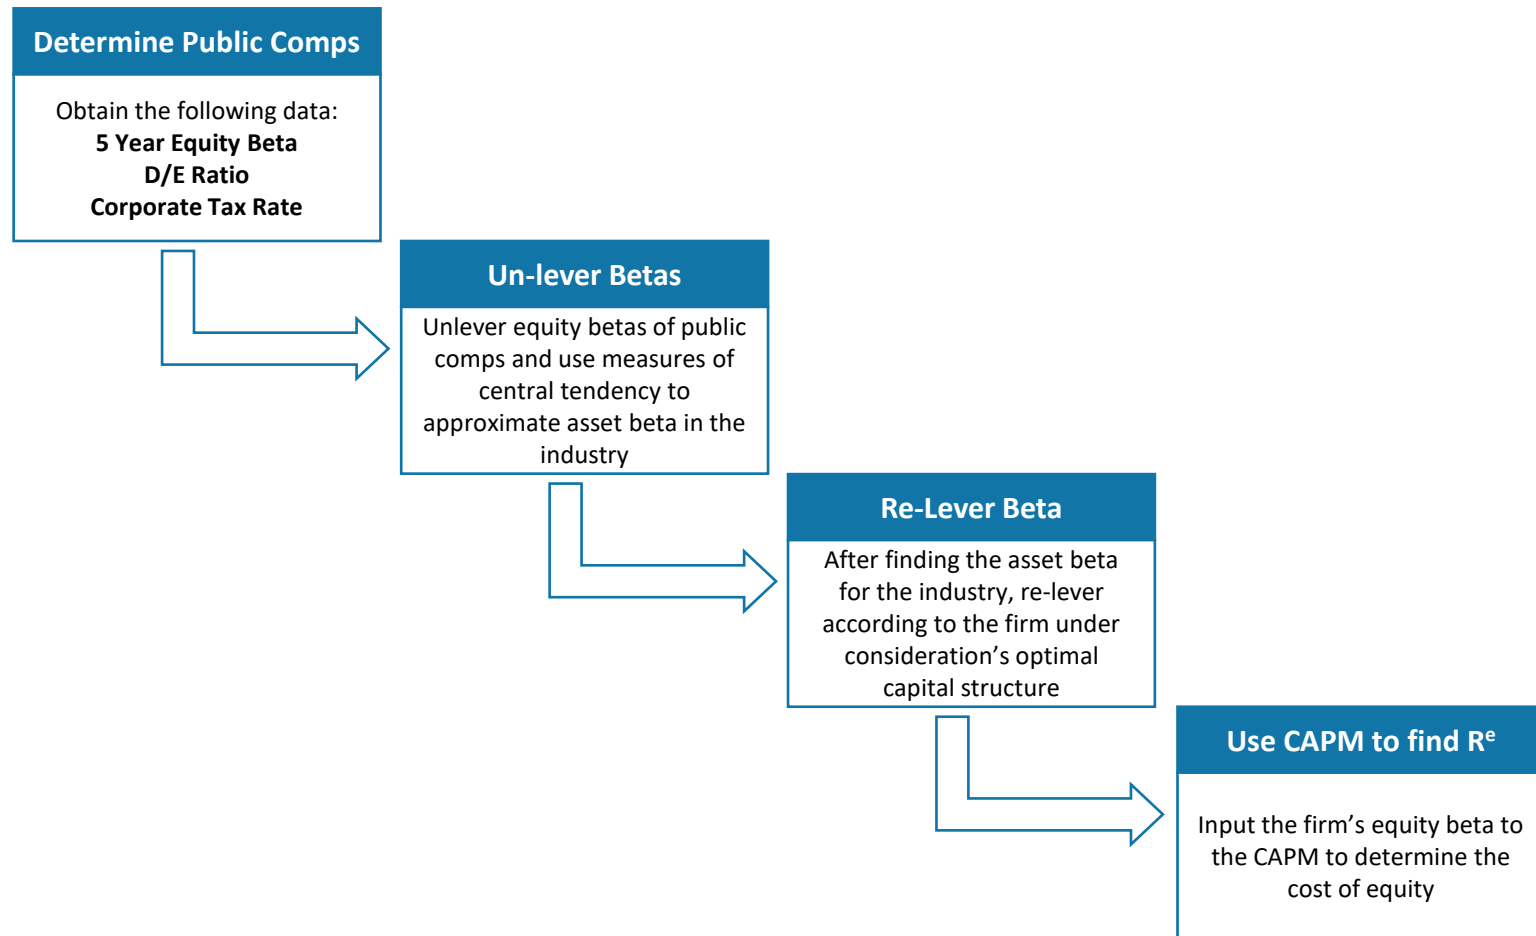 Determine Public Comps
Obtain the following data:
5 Year Equity Beta
D/E Ratio
Corporate Tax Rate
Un-lever Betas
Unlever equity betas of public
comps and use measures of
central tendency to
approximate asset beta in the
industry
Re-Lever Beta
After finding the asset beta
for the industry, re-lever
according to the firm under
consideration’s optimal
capital structure
Use CAPM to find Rᵉ
Input the firm’s equity beta to
the CAPM to determine the
cost of equity